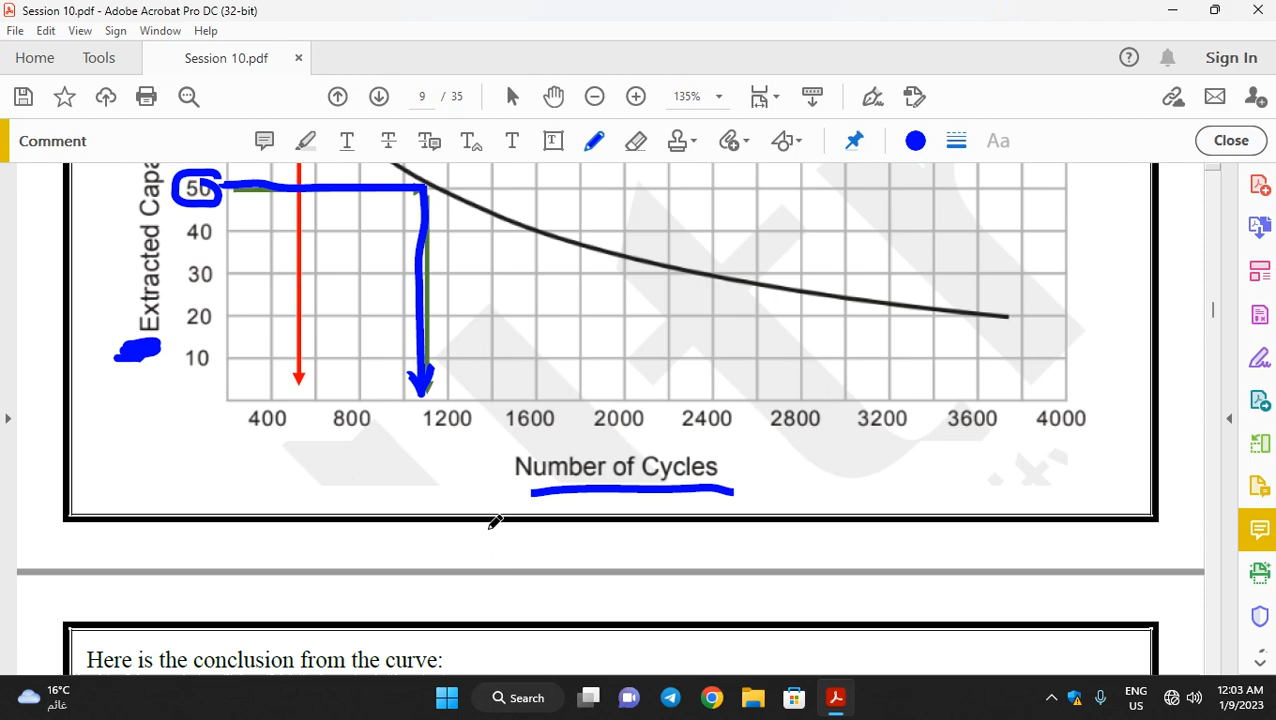 Session 10.pdf - Adobe Acrobat Pro DC (32-bit)
File Edit View Sign Window Help
Home Tools Session 10.pdf Sign In
9 / 35 135%
Comment Close
Extracted Capa
50
40
30
20
10
400 800 1200 1600 2000 2400 2800 3200 3600 4000
Number of Cycles
Here is the conclusion from the curve:
16°C
غائم
Search
ENG
US
12:03 AM
1/9/2023